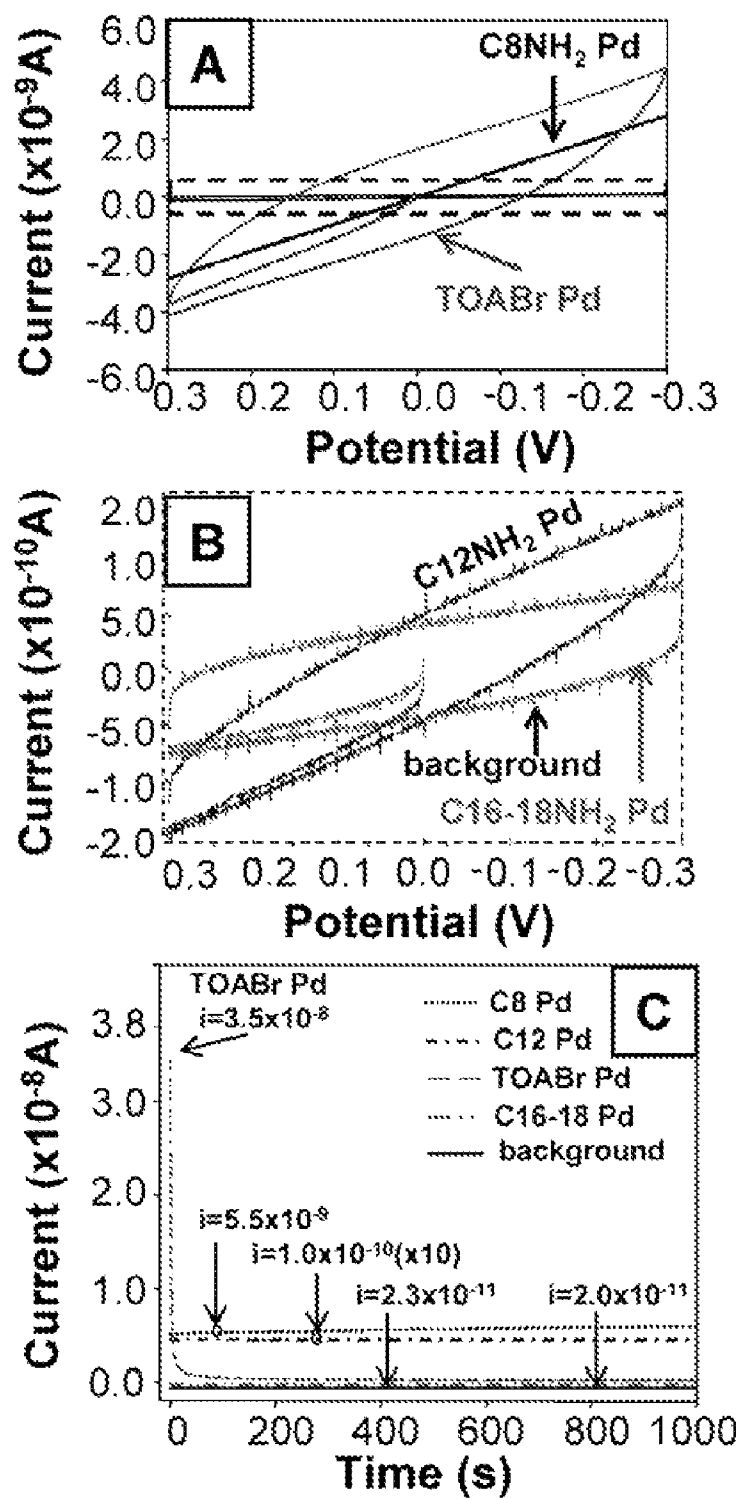 A
6.0
4.0
2.0
0.0
-2.0
-4.0
-6.0
Current (x10⁻⁹A)
C8NH₂ Pd
TOABr Pd
0.3 0.2 0.1 0.0 -0.1 -0.2 -0.3
Potential (V)
B
2.0
1.0
5.0
0.0
-5.0
-1.0
-2.0
Current (x10⁻¹⁰A)
C12NH₂ Pd
background
C16-18NH₂ Pd
0.3 0.2 0.1 0.0 -0.1 -0.2 -0.3
Potential (V)
C
3.8
3.0
2.0
1.0
0.0
Current (x10⁻⁸A)
TOABr Pd
i=3.5x10⁻⁸
C8 Pd
C12 Pd
TOABr Pd
C16-18 Pd
background
i=5.5x10⁻⁹
i=1.0x10⁻¹⁰(x10)
i=2.3x10⁻¹¹
i=2.0x10⁻¹¹
0 200 400 600 800 1000
Time (s)